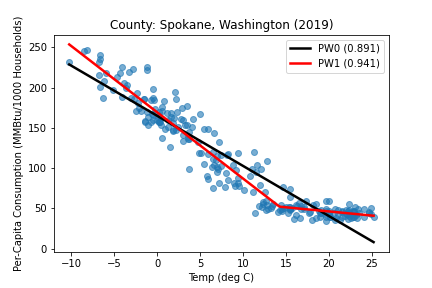 County: Spokane, Washington (2019)
PW0 (0.891)
PW1 (0.941)
Per-Capita Consumption (MMBtu/1000 Households)
250
200
150
100
50
0
−10 −5 0 5 10 15 20 25
Temp (deg C)